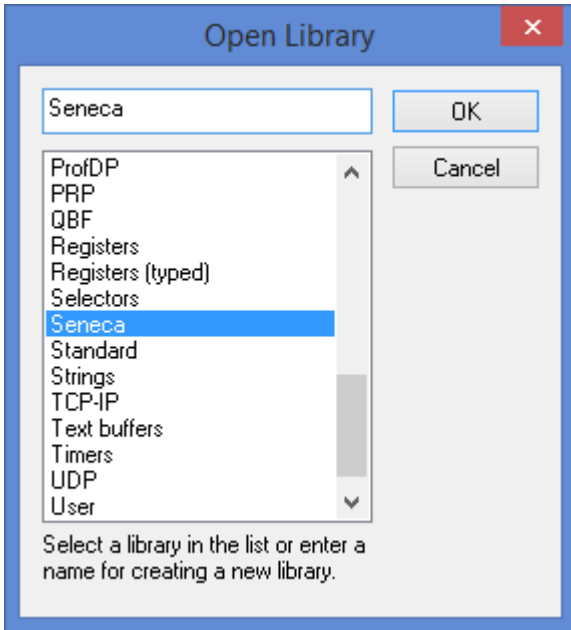 Open Library
Seneca
OK
Cancel
ProfDP
PRP
QBF
Registers
Registers (typed)
Selectors
Seneca
Standard
Strings
TCP-IP
Text buffers
Timers
UDP
User
Select a library in the list or enter a
name for creating a new library.